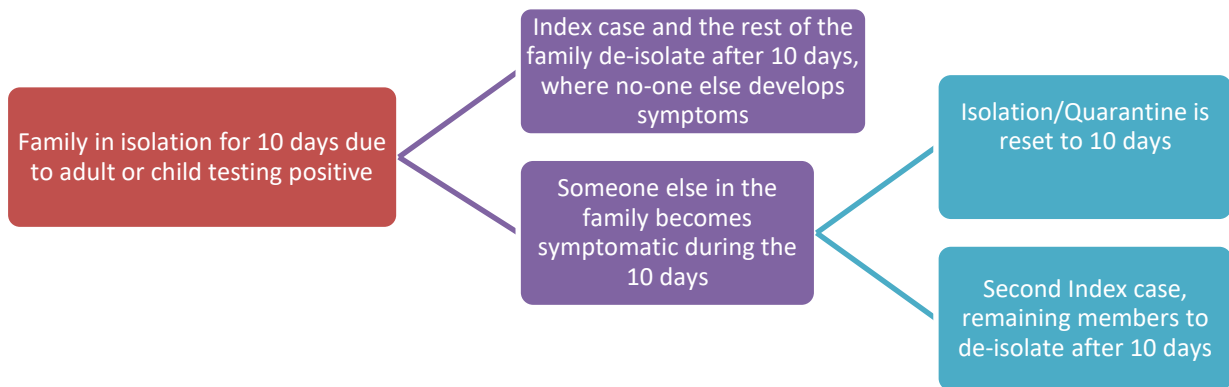 Family in isolation for 10 days due
to adult or child testing positive
Index case and the rest of the
family de-isolate after 10 days,
where no-one else develops
symptoms
Someone else in the
family becomes
symptomatic during the
10 days
Isolation/Quarantine is
reset to 10 days
Second Index case,
remaining members to
de-isolate after 10 days